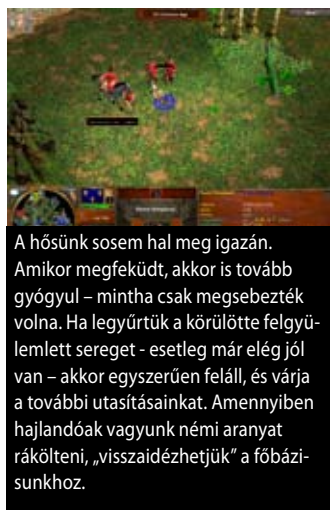 A hősünk sosem hal meg igazán.
Amikor megfeküdt, akkor is tovább
gyógyul – mintha csak megsebezték
volna. Ha legyűrtük a körülötte felgyü-
lemlett sereget - esetleg már elég jól
van – akkor egyszerűen feláll, és várja
a további utasításainkat. Amennyiben
hajlandóak vagyunk némi aranyat
rákölteni, „visszaidézhetjük” a főbázi-
sunkhoz.